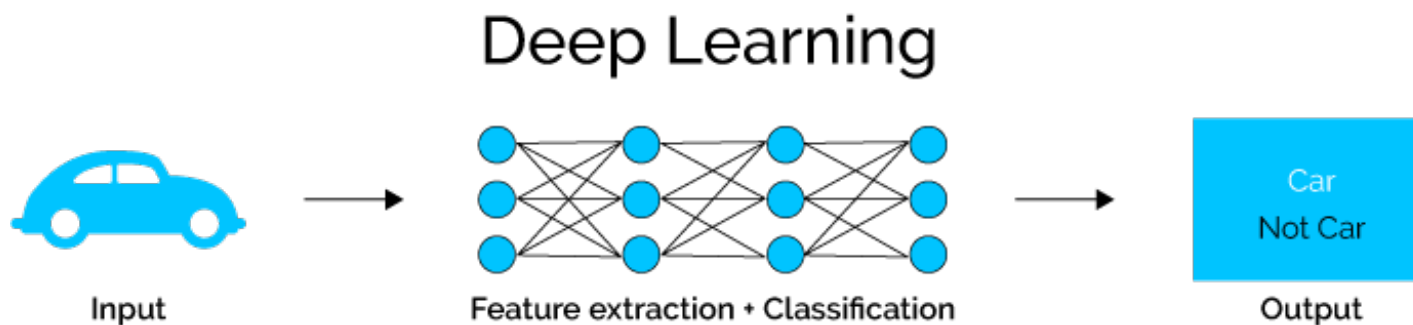 Deep Learning
Car
Not Car
Input
Feature extraction + Classification
Output